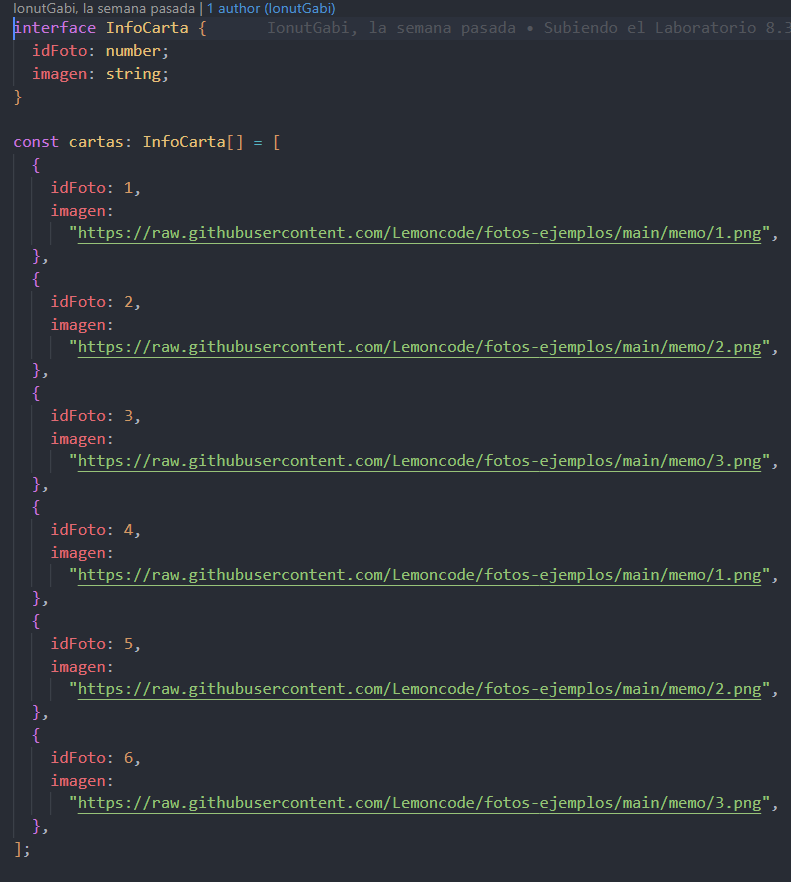 IonutGabi, la semana pasada | 1 author (IonutGabi)
interface InfoCarta {        IonutGabi, la semana pasada • Subiendo el Laboratorio 8.3
  idFoto: number;
  imagen: string;
}

const cartas: InfoCarta[] = [
  {
    idFoto: 1,
    imagen:
      "https://raw.githubusercontent.com/Lemoncode/fotos-ejemplos/main/memo/1.png",
  },
  {
    idFoto: 2,
    imagen:
      "https://raw.githubusercontent.com/Lemoncode/fotos-ejemplos/main/memo/2.png",
  },
  {
    idFoto: 3,
    imagen:
      "https://raw.githubusercontent.com/Lemoncode/fotos-ejemplos/main/memo/3.png",
  },
  {
    idFoto: 4,
    imagen:
      "https://raw.githubusercontent.com/Lemoncode/fotos-ejemplos/main/memo/1.png",
  },
  {
    idFoto: 5,
    imagen:
      "https://raw.githubusercontent.com/Lemoncode/fotos-ejemplos/main/memo/2.png",
  },
  {
    idFoto: 6,
    imagen:
      "https://raw.githubusercontent.com/Lemoncode/fotos-ejemplos/main/memo/3.png",
  },
];